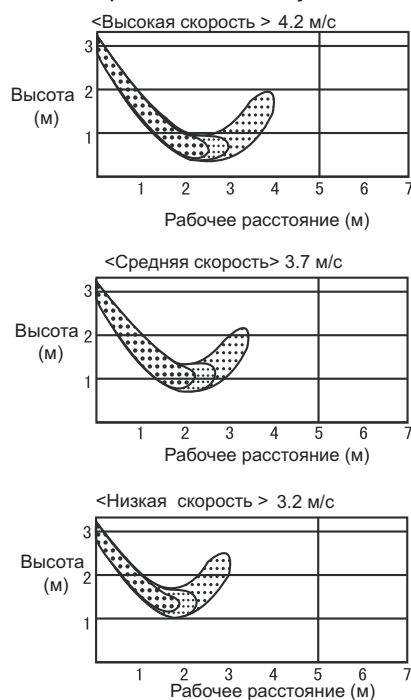 <Высокая скорость > 4.2 м/с
3
Высота 2
(м)
1
1 2 3 4 5 6 7
Рабочее расстояние (м)
<Средняя скорость> 3.7 м/с
3
Высота 2
(м)
1
1 2 3 4 5 6 7
Рабочее расстояние (м)
<Низкая скорость > 3.2 м/с
3
Высота 2
(м)
1
1 2 3 4 5 6 7
Рабочее расстояние (м)